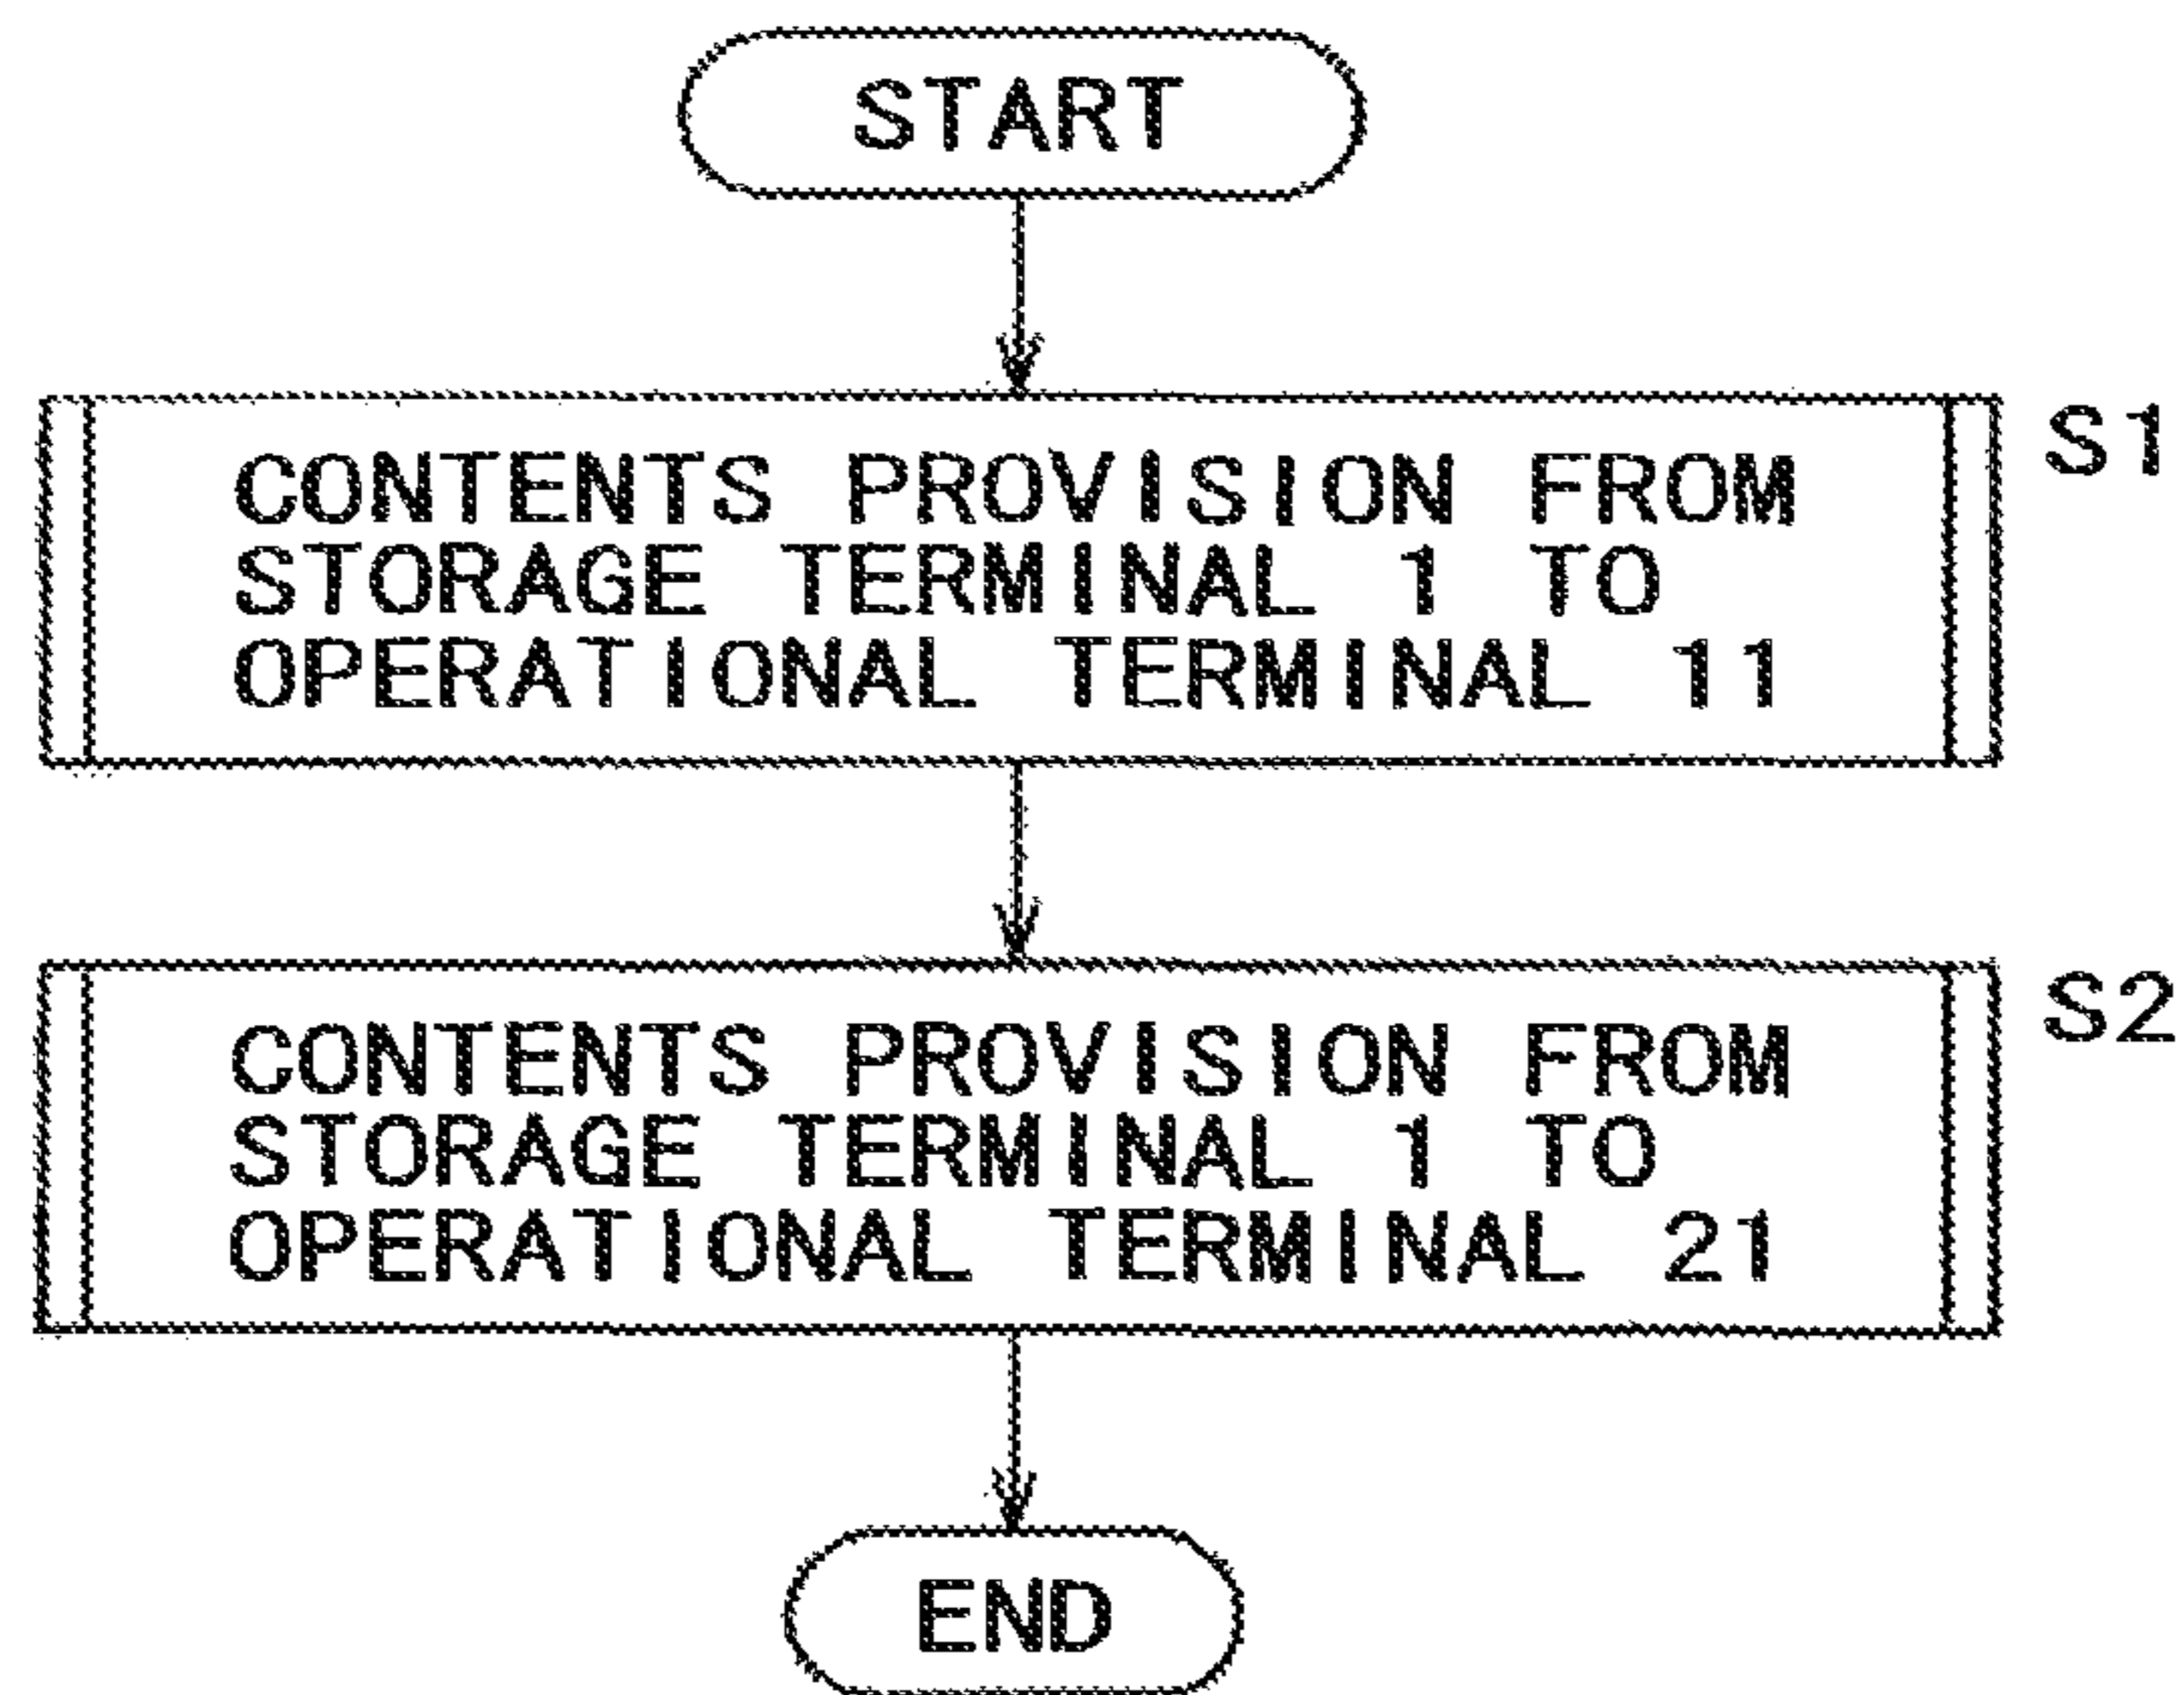 START
CONTENTS PROVISION FROM
STORAGE TERMINAL 1 TO
OPERATIONAL TERMINAL 11
S1
CONTENTS PROVISION FROM
STORAGE TERMINAL 1 TO
OPERATIONAL TERMINAL 21
S2
END